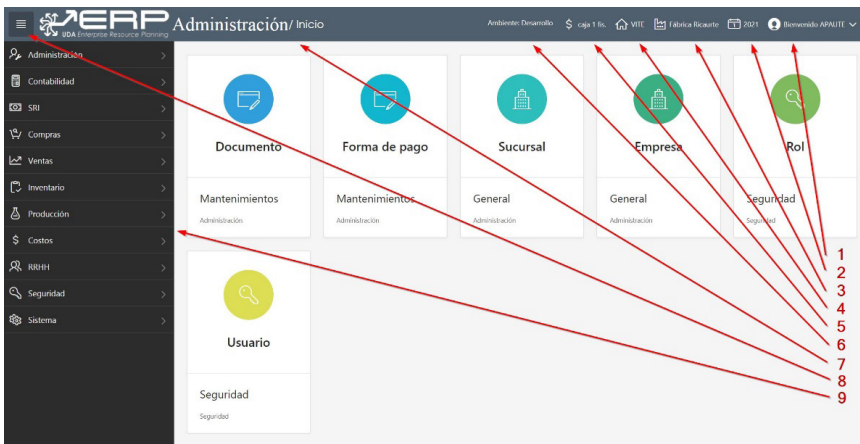 UDA ERP Administración/ Inicio Ambiente: Desarrollo caja 1 fis. VITE Fábrica Ricaurte 2021 Bienvenido APAUTE
UDA Enterprise Resource Planning
Administración
Contabilidad
SRI
Compras
Ventas
Inventario
Producción
Costos
RRHH
Seguridad
Sistema
Documento
Mantenimientos
Administración
Forma de pago
Mantenimientos
Administración
Sucursal
General
Administración
Empresa
General
Administración
Rol
Seguridad
Seguridad
Usuario
Seguridad
Seguridad
1
2
3
4
5
6
7
8
9